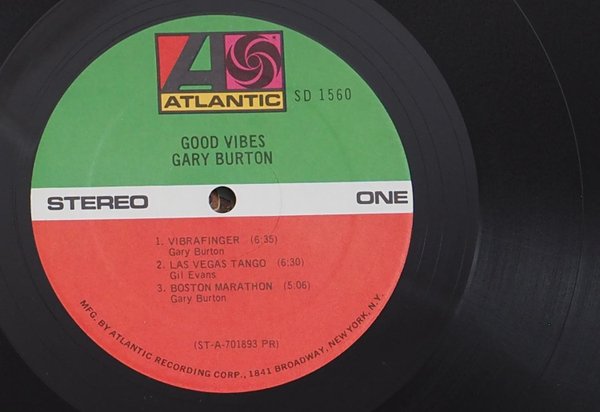 ATLANTIC
SD 1560
GOOD VIBES
GARY BURTON
STEREO
ONE
1. VIBRAFINGER (6:35)
Gary Burton
2. LAS VEGAS TANGO (6:30)
Gil Evans
3. BOSTON MARATHON (5:06)
Gary Burton
(ST-A-701893 PR)
MFG. BY ATLANTIC RECORDING CORP., 1841 BROADWAY, NEW YORK, N.Y.